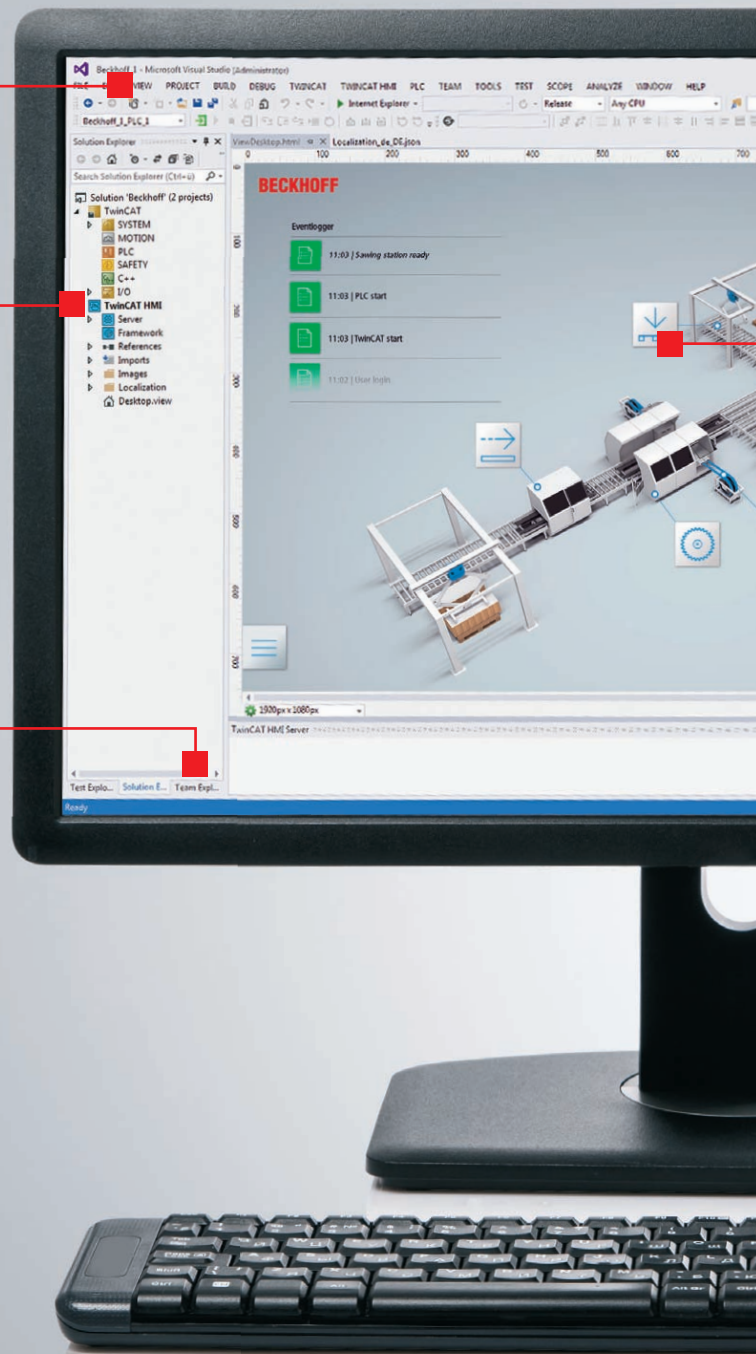 Beckhoff_1 - Microsoft Visual Studio (Administrator)
FILE VIEW PROJECT BUILD DEBUG TWINCAT TWINCAT HMI PLC TEAM TOOLS TEST SCOPE ANALYZE WINDOW HELP
Internet Explorer Release Any CPU
Beckhoff_1_PLC_1
Solution Explorer
Search Solution Explorer (Ctrl+ü)
Solution 'Beckhoff' (2 projects)
TwinCAT
SYSTEM
MOTION
PLC
SAFETY
C++
I/O
TwinCAT HMI
Server
Framework
References
Imports
Images
Localization
Desktop.view
Test Explo... Solution E... Team Expl...
Ready
ViewDesktop.html Localization_de_DE.json
0 100 200 300 400 500 600 700
100
200
300
400
500
600
700
BECKHOFF
Eventlogger
11:03 | Sawing station ready
11:03 | PLC start
11:03 | TwinCAT start
11:02 | User login
1920px x 1080px
TwinCAT HMI Server